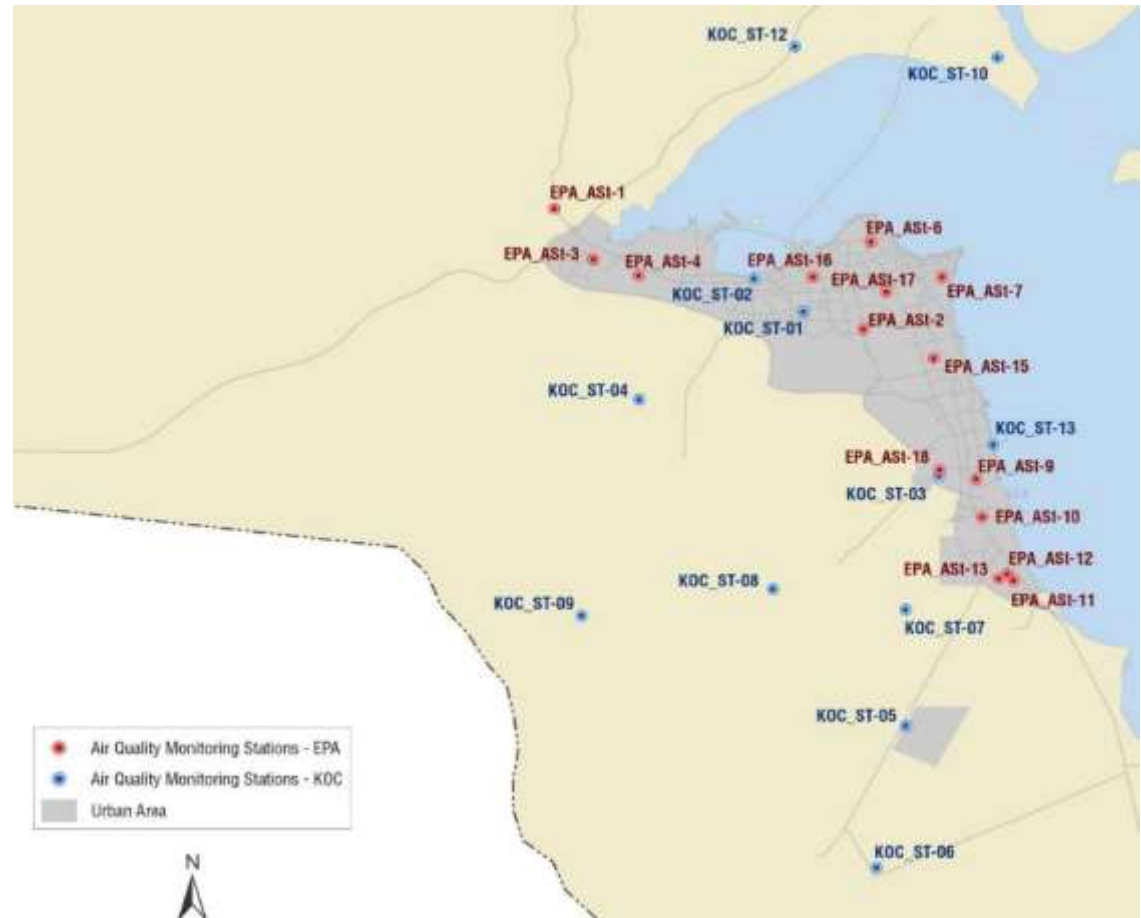 KOC_ST-12
KOC_ST-10
EPA_ASt-1
EPA_ASt-6
EPA_ASt-3
EPA_ASt-4
EPA_ASt-16
EPA_ASt-17
EPA_ASt-7
KOC_ST-02
KOC_ST-01
EPA_ASt-2
EPA_ASt-15
KOC_ST-04
KOC_ST-13
EPA_ASt-18
EPA_ASt-9
KOC_ST-03
EPA_ASt-10
EPA_ASt-12
EPA_ASt-13
EPA_ASt-11
KOC_ST-08
KOC_ST-09
KOC_ST-07
KOC_ST-05
Air Quality Monitoring Stations - EPA
Air Quality Monitoring Stations - KOC
Urban Area
KOC_ST-06
N